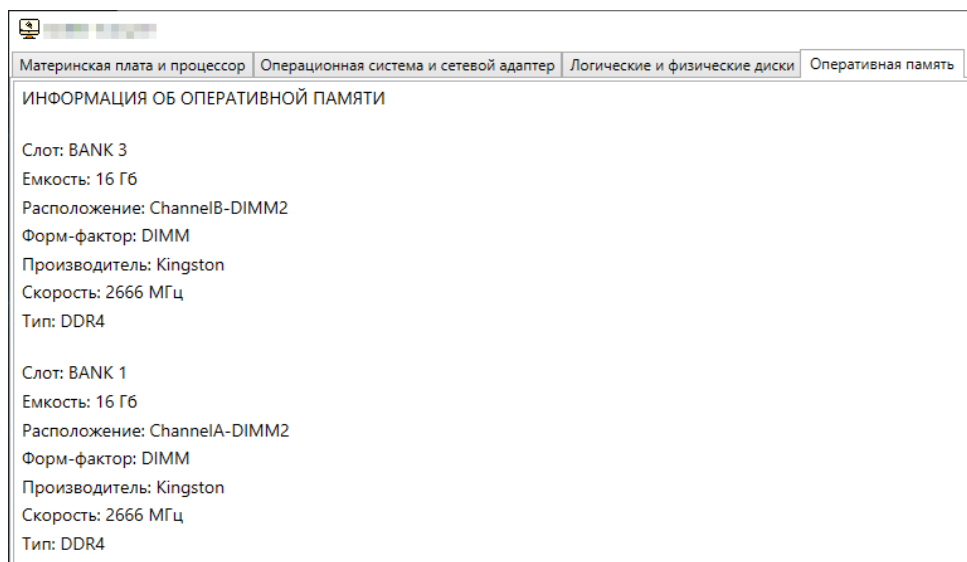 Материнская плата и процессор Операционная система и сетевой адаптер Логические и физические диски Оперативная память
ИНФОРМАЦИЯ ОБ ОПЕРАТИВНОЙ ПАМЯТИ
Слот: BANK 3
Емкость: 16 Гб
Расположение: ChannelB-DIMM2
Форм-фактор: DIMM
Производитель: Kingston
Скорость: 2666 МГц
Тип: DDR4
Слот: BANK 1
Емкость: 16 Гб
Расположение: ChannelA-DIMM2
Форм-фактор: DIMM
Производитель: Kingston
Скорость: 2666 МГц
Тип: DDR4